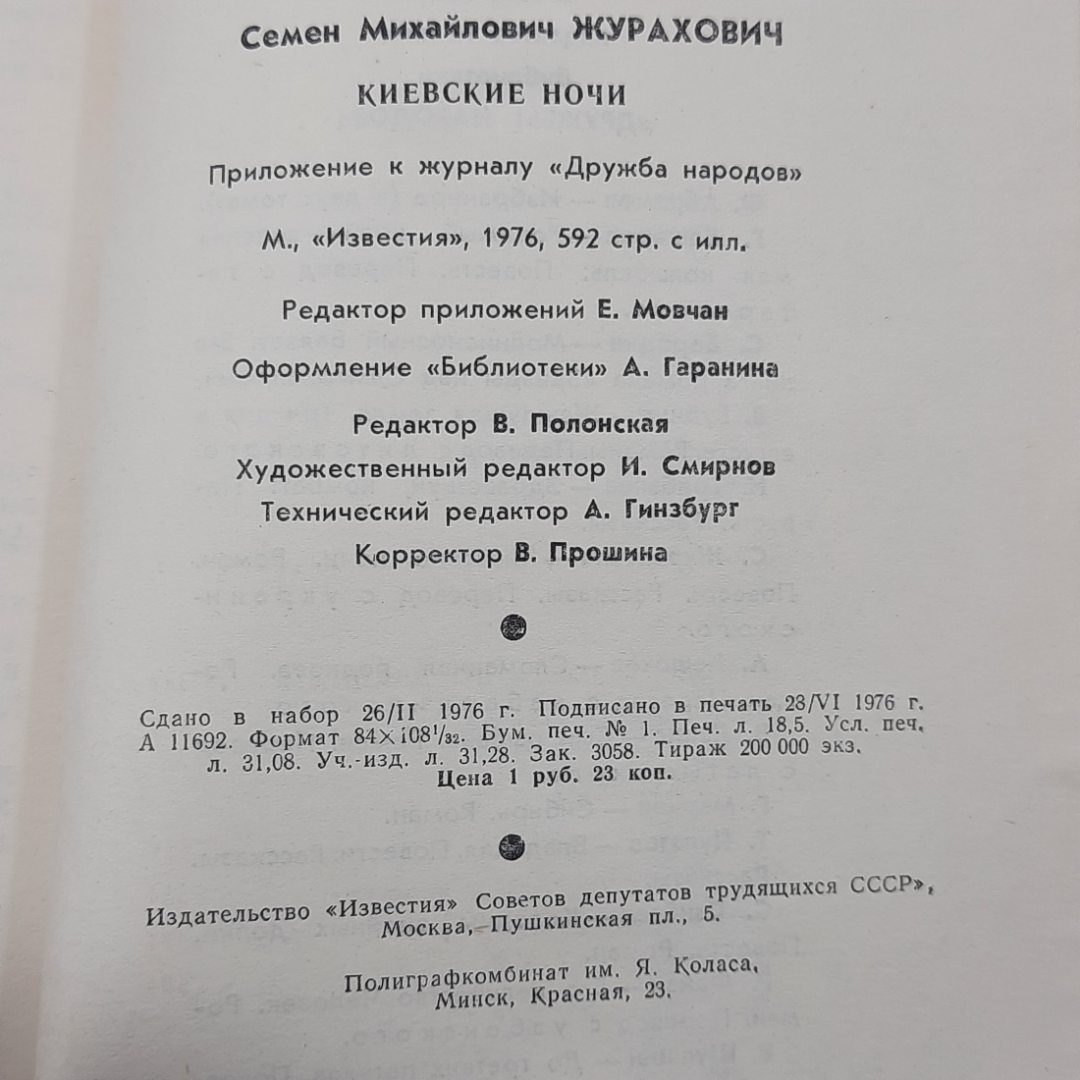 Семен Михайлович ЖУРАХОВИЧ
КИЕВСКИЕ НОЧИ
Приложение к журналу «Дружба народов»
М., «Известия», 1976, 592 стр. с илл.
Редактор приложений Е. Мовчан
Оформление «Библиотеки» А. Гаранина
Редактор В. Полонская
Художественный редактор И. Смирнов
Технический редактор А. Гинзбург
Корректор В. Прошина
Сдано в набор 26/II 1976 г. Подписано в печать 28/VI 1976 г.
А 11692. Формат 84×108¹/₃₂. Бум. печ. № 1. Печ. л. 18,5. Усл. печ.
л. 31,08. Уч.-изд. л. 31,28. Зак. 3058. Тираж 200 000 экз.
Цена 1 руб. 23 коп.
Издательство «Известия» Советов депутатов трудящихся СССР»,
Москва, Пушкинская пл., 5.
Полиграфкомбинат им. Я. Коласа,
Минск, Красная, 23.